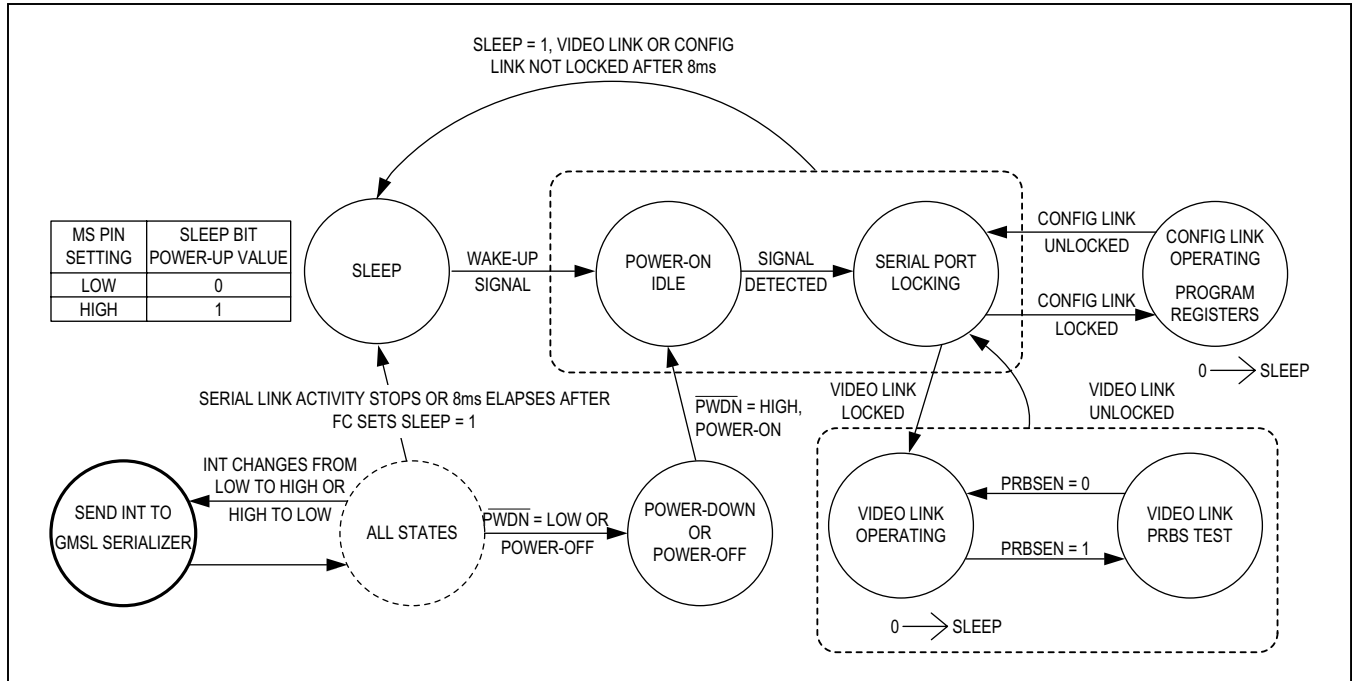 SLEEP = 1, VIDEO LINK OR CONFIG
LINK NOT LOCKED AFTER 8ms
MS PIN SETTING
SLEEP BIT POWER-UP VALUE
LOW 0
HIGH 1
SLEEP
WAKE-UP
SIGNAL
POWER-ON
IDLE
SIGNAL
DETECTED
SERIAL PORT
LOCKING
CONFIG LINK
UNLOCKED
CONFIG LINK
LOCKED
CONFIG LINK
OPERATING
PROGRAM
REGISTERS
0 → SLEEP
SERIAL LINK ACTIVITY STOPS OR 8ms ELAPSES AFTER
FC SETS SLEEP = 1
PWDN = HIGH,
POWER-ON
VIDEO LINK
LOCKED
VIDEO LINK
UNLOCKED
INT CHANGES FROM
LOW TO HIGH OR
HIGH TO LOW
SEND INT TO
GMSL SERIALIZER
ALL STATES
PWDN = LOW OR
POWER-OFF
POWER-DOWN
OR
POWER-OFF
VIDEO LINK
OPERATING
PRBSEN = 0
PRBSEN = 1
VIDEO LINK
PRBS TEST
0 → SLEEP